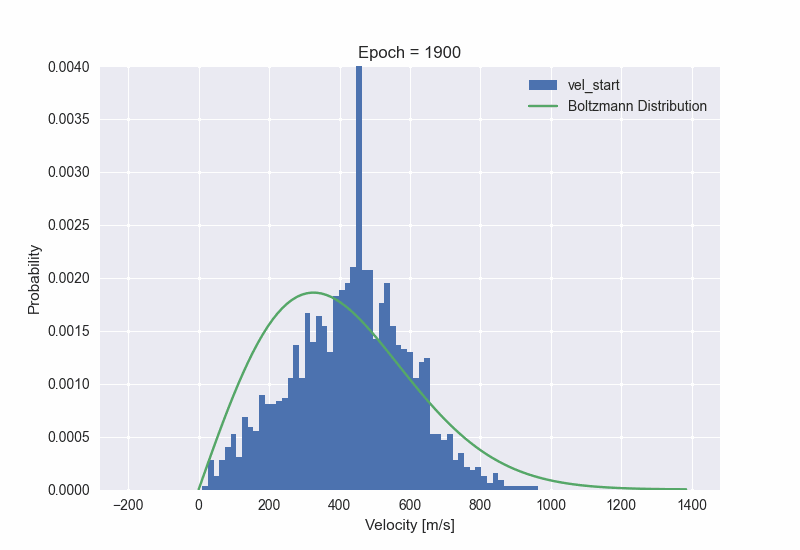 Epoch = 1900
vel_start
Boltzmann Distribution
0.0040
0.0035
0.0030
0.0025
0.0020
0.0015
0.0010
0.0005
0.0000
Probability
−200 0 200 400 600 800 1000 1200 1400
Velocity [m/s]